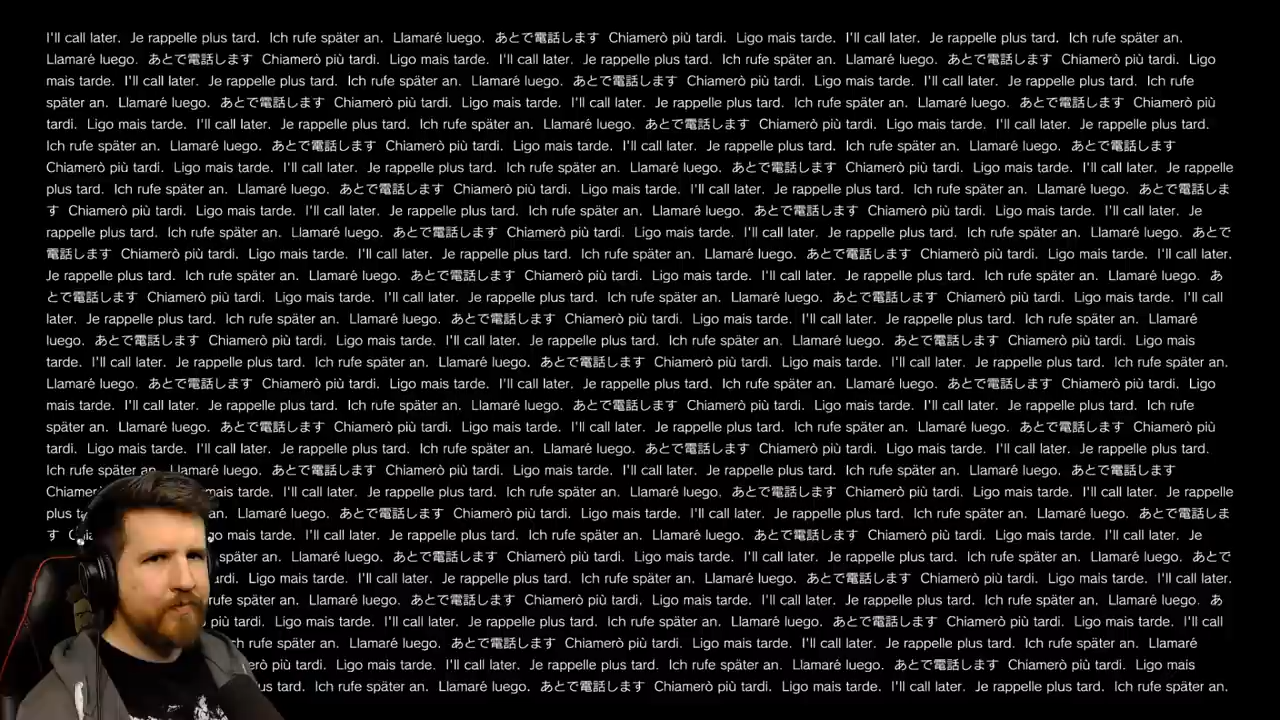 I'll call later. Je rappelle plus tard. Ich rufe später an. Llamaré luego. あとで電話します Chiamerò più tardi. Ligo mais tarde. I'll call later. Je rappelle plus tard. Ich rufe später an.
Llamaré luego. あとで電話します Chiamerò più tardi. Ligo mais tarde. I'll call later. Je rappelle plus tard. Ich rufe später an. Llamaré luego. あとで電話します Chiamerò più tardi. Ligo
mais tarde. I'll call later. Je rappelle plus tard. Ich rufe später an. Llamaré luego. あとで電話します Chiamerò più tardi. Ligo mais tarde. I'll call later. Je rappelle plus tard. Ich rufe
später an. Llamaré luego. あとで電話します Chiamerò più tardi. Ligo mais tarde. I'll call later. Je rappelle plus tard. Ich rufe später an. Llamaré luego. あとで電話します Chiamerò più
tardi. Ligo mais tarde. I'll call later. Je rappelle plus tard. Ich rufe später an. Llamaré luego. あとで電話します Chiamerò più tardi. Ligo mais tarde. I'll call later. Je rappelle plus tard.
Ich rufe später an. Llamaré luego. あとで電話します Chiamerò più tardi. Ligo mais tarde. I'll call later. Je rappelle plus tard. Ich rufe später an. Llamaré luego. あとで電話します
Chiamerò più tardi. Ligo mais tarde. I'll call later. Je rappelle plus tard. Ich rufe später an. Llamaré luego. あとで電話します Chiamerò più tardi. Ligo mais tarde. I'll call later. Je rappelle
plus tard. Ich rufe später an. Llamaré luego. あとで電話します Chiamerò più tardi. Ligo mais tarde. I'll call later. Je rappelle plus tard. Ich rufe später an. Llamaré luego. あとで電話しま
す Chiamerò più tardi. Ligo mais tarde. I'll call later. Je rappelle plus tard. Ich rufe später an. Llamaré luego. あとで電話します Chiamerò più tardi. Ligo mais tarde. I'll call later. Je
rappelle plus tard. Ich rufe später an. Llamaré luego. あとで電話します Chiamerò più tardi. Ligo mais tarde. I'll call later. Je rappelle plus tard. Ich rufe später an. Llamaré luego. あとで
電話します Chiamerò più tardi. Ligo mais tarde. I'll call later. Je rappelle plus tard. Ich rufe später an. Llamaré luego. あとで電話します Chiamerò più tardi. Ligo mais tarde. I'll call later.
Je rappelle plus tard. Ich rufe später an. Llamaré luego. あとで電話します Chiamerò più tardi. Ligo mais tarde. I'll call later. Je rappelle plus tard. Ich rufe später an. Llamaré luego. あ
とで電話します Chiamerò più tardi. Ligo mais tarde. I'll call later. Je rappelle plus tard. Ich rufe später an. Llamaré luego. あとで電話します Chiamerò più tardi. Ligo mais tarde. I'll call
later. Je rappelle plus tard. Ich rufe später an. Llamaré luego. あとで電話します Chiamerò più tardi. Ligo mais tarde. I'll call later. Je rappelle plus tard. Ich rufe später an. Llamaré
luego. あとで電話します Chiamerò più tardi. Ligo mais tarde. I'll call later. Je rappelle plus tard. Ich rufe später an. Llamaré luego. あとで電話します Chiamerò più tardi. Ligo mais
tarde. I'll call later. Je rappelle plus tard. Ich rufe später an. Llamaré luego. あとで電話します Chiamerò più tardi. Ligo mais tarde. I'll call later. Je rappelle plus tard. Ich rufe später an.
Llamaré luego. あとで電話します Chiamerò più tardi. Ligo mais tarde. I'll call later. Je rappelle plus tard. Ich rufe später an. Llamaré luego. あとで電話します Chiamerò più tardi. Ligo
mais tarde. I'll call later. Je rappelle plus tard. Ich rufe später an. Llamaré luego. あとで電話します Chiamerò più tardi. Ligo mais tarde. I'll call later. Je rappelle plus tard. Ich rufe
später an. Llamaré luego. あとで電話します Chiamerò più tardi. Ligo mais tarde. I'll call later. Je rappelle plus tard. Ich rufe später an. Llamaré luego. あとで電話します Chiamerò più
tardi. Ligo mais tarde. I'll call later. Je rappelle plus tard. Ich rufe später an. Llamaré luego. あとで電話します Chiamerò più tardi. Ligo mais tarde. I'll call later. Je rappelle plus tard.
Ich rufe später an. Llamaré luego. あとで電話します Chiamerò più tardi. Ligo mais tarde. I'll call later. Je rappelle plus tard. Ich rufe später an. Llamaré luego. あとで電話します
mais tarde. I'll call later. Je rappelle plus tard. Ich rufe später an. Llamaré luego. あとで電話します Chiamerò più tardi. Ligo mais tarde. I'll call later. Je rappelle
plus an. Llamaré luego. あとで電話します Chiamerò più tardi. Ligo mais tarde. I'll call later. Je rappelle plus tard. Ich rufe später an. Llamaré luego. あとで電話しま
す mais tarde. I'll call later. Je rappelle plus tard. Ich rufe später an. Llamaré luego. あとで電話します Chiamerò più tardi. Ligo mais tarde. I'll call later. Je
später an. Llamaré luego. あとで電話します Chiamerò più tardi. Ligo mais tarde. I'll call later. Je rappelle plus tard. Ich rufe später an. Llamaré luego. あとで
Ligo mais tarde. I'll call later. Je rappelle plus tard. Ich rufe später an. Llamaré luego. あとで電話します Chiamerò più tardi. Ligo mais tarde. I'll call later.
rufe später an. Llamaré luego. あとで電話します Chiamerò più tardi. Ligo mais tarde. I'll call later. Je rappelle plus tard. Ich rufe später an. Llamaré luego. あ
più tardi. Ligo mais tarde. I'll call later. Je rappelle plus tard. Ich rufe später an. Llamaré luego. あとで電話します Chiamerò più tardi. Ligo mais tarde. I'll call
rufe später an. Llamaré luego. あとで電話します Chiamerò più tardi. Ligo mais tarde. I'll call later. Je rappelle plus tard. Ich rufe später an. Llamaré
più tardi. Ligo mais tarde. I'll call later. Je rappelle plus tard. Ich rufe später an. Llamaré luego. あとで電話します Chiamerò più tardi. Ligo mais
tard. Ich rufe später an. Llamaré luego. あとで電話します Chiamerò più tardi. Ligo mais tarde. I'll call later. Je rappelle plus tard. Ich rufe später an.